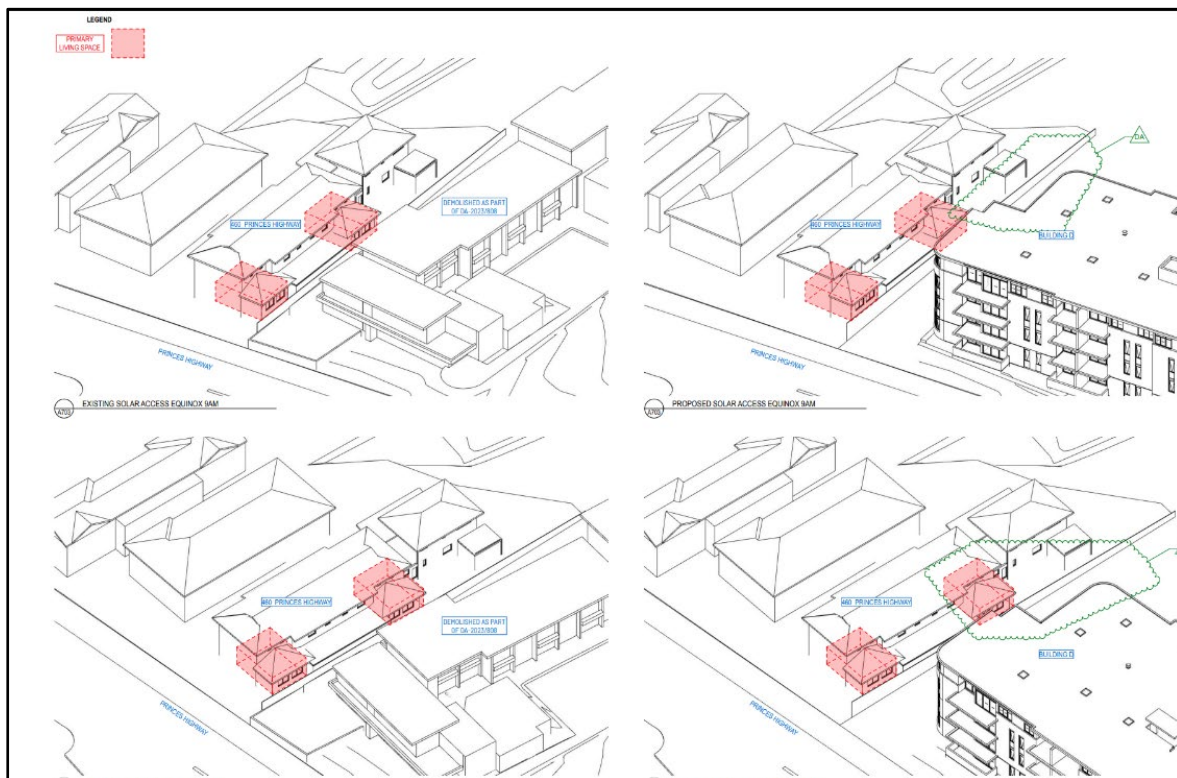 LEGEND
PRIMARY
LIVING SPACE
460 PRINCES HIGHWAY
DEMOLISHED AS PART
OF DA-2023/808
PRINCES HIGHWAY
A703
EXISTING SOLAR ACCESS EQUINOX 9AM
DA
460 PRINCES HIGHWAY
BUILDING D
PRINCES HIGHWAY
A703
PROPOSED SOLAR ACCESS EQUINOX 9AM
460 PRINCES HIGHWAY
DEMOLISHED AS PART
OF DA-2023/808
PRINCES HIGHWAY
460 PRINCES HIGHWAY
BUILDING D
PRINCES HIGHWAY